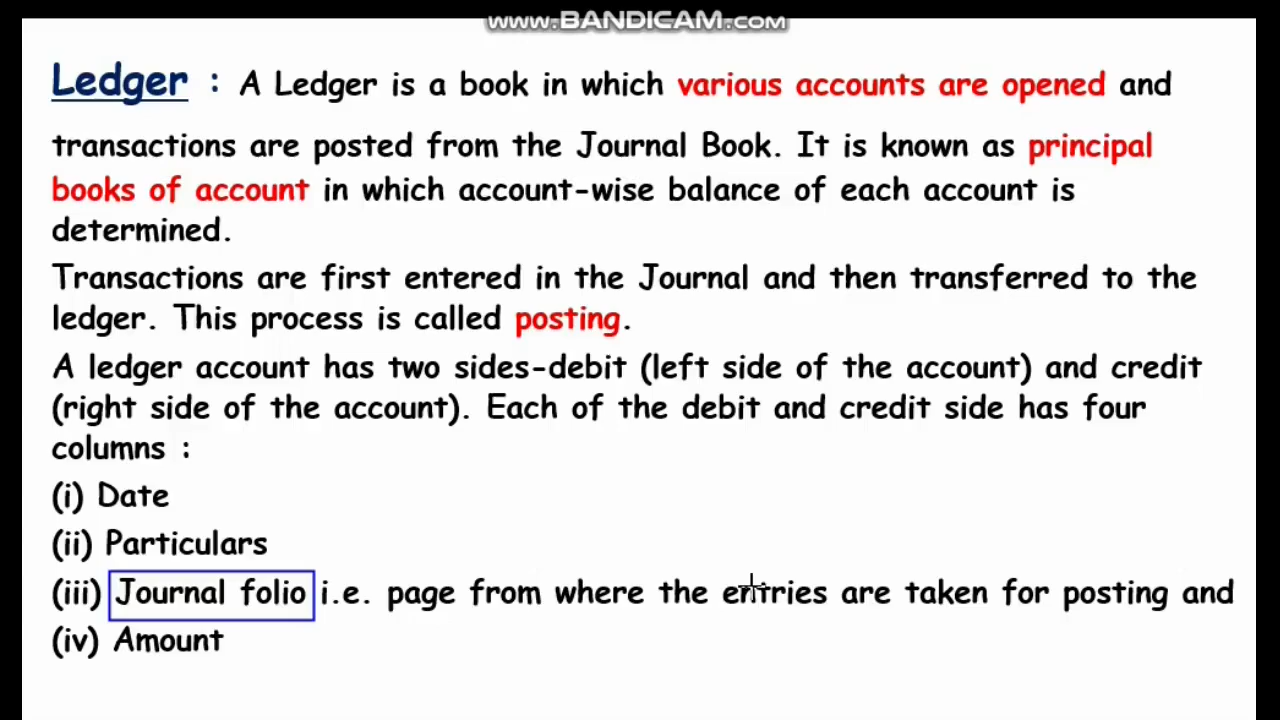 www.BANDICAM.com
Ledger : A Ledger is a book in which various accounts are opened and
transactions are posted from the Journal Book. It is known as principal
books of account in which account-wise balance of each account is
determined.
Transactions are first entered in the Journal and then transferred to the
ledger. This process is called posting.
A ledger account has two sides-debit (left side of the account) and credit
(right side of the account). Each of the debit and credit side has four
columns :
(i) Date
(ii) Particulars
(iii) Journal folio i.e. page from where the entries are taken for posting and
(iv) Amount